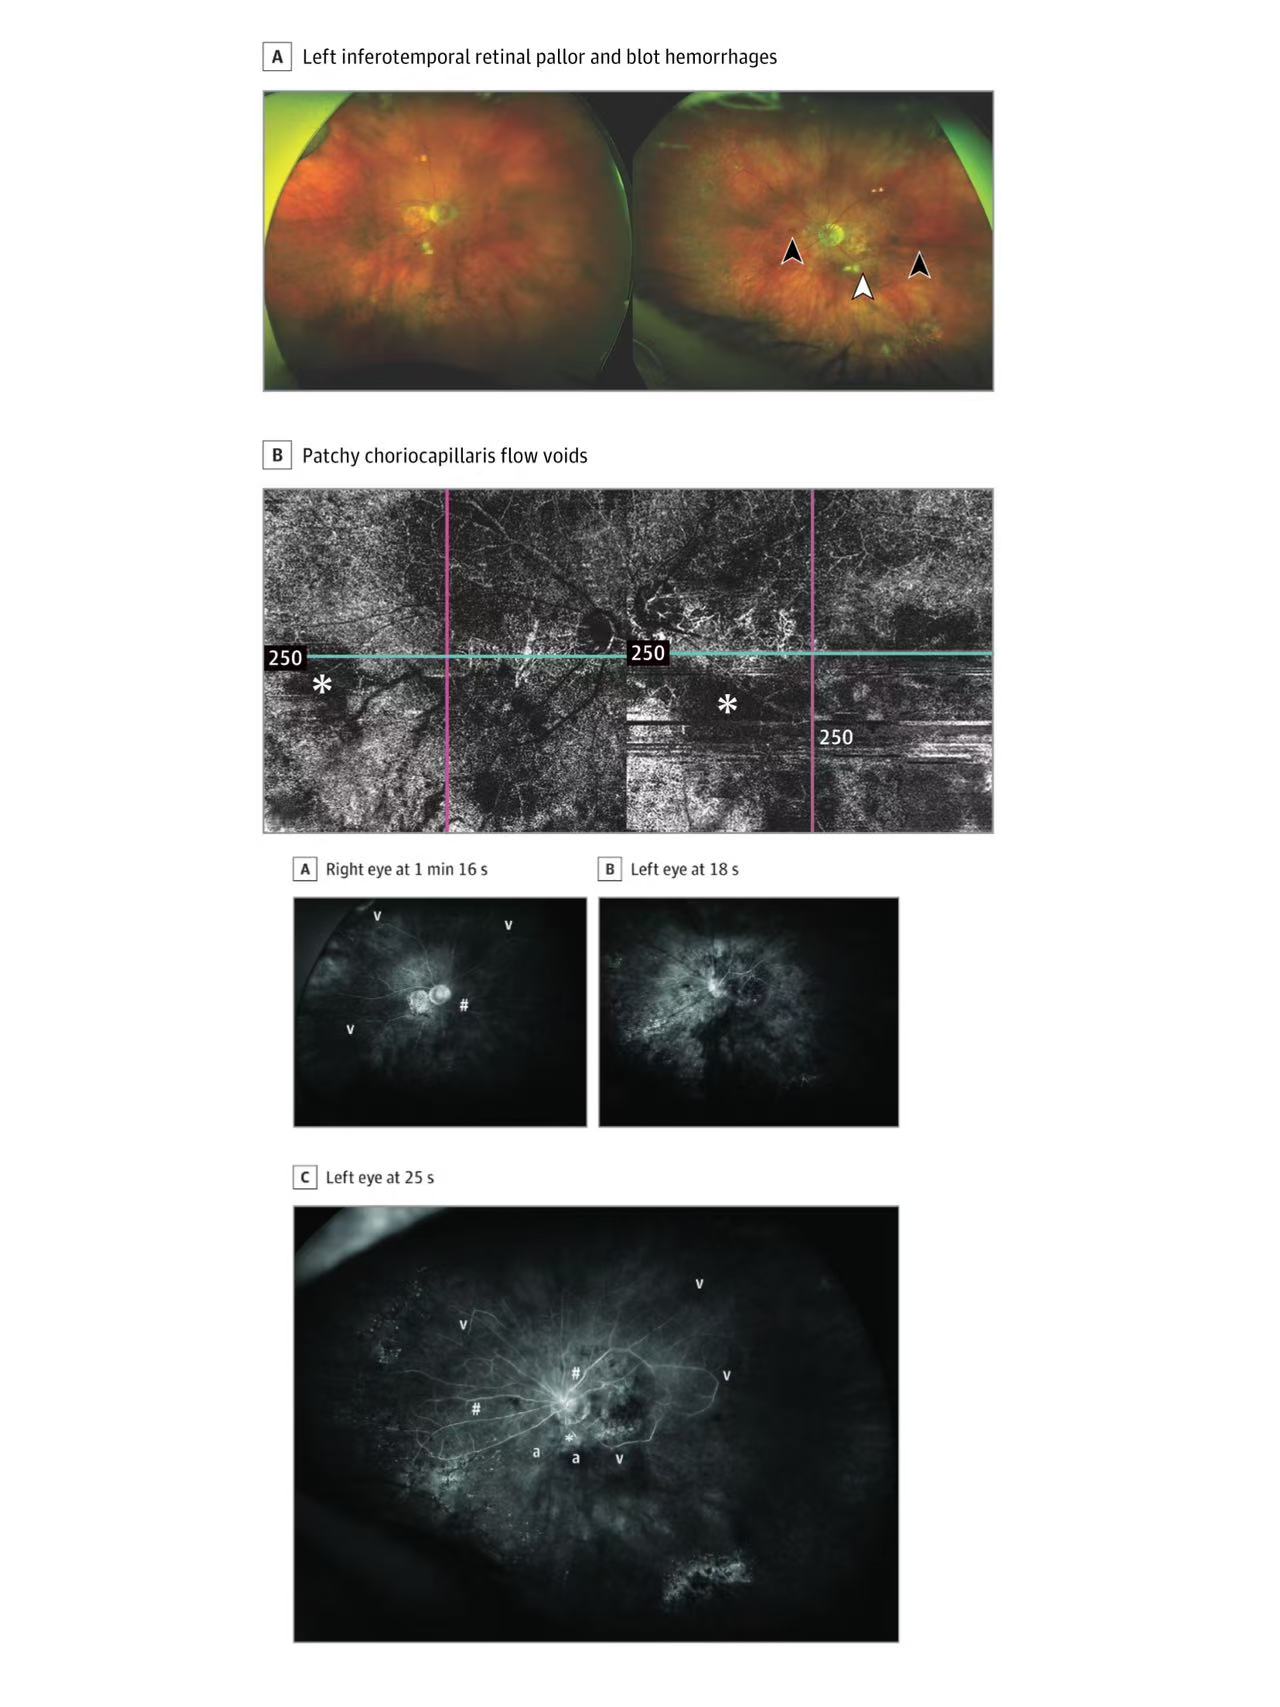 A Left inferotemporal retinal pallor and blot hemorrhages
B Patchy choriocapillaris flow voids
250
250
*
*
250
A Right eye at 1 min 16 s
B Left eye at 18 s
v
v
#
v
C Left eye at 25 s
v
v
#
v
#
*
a
a
v